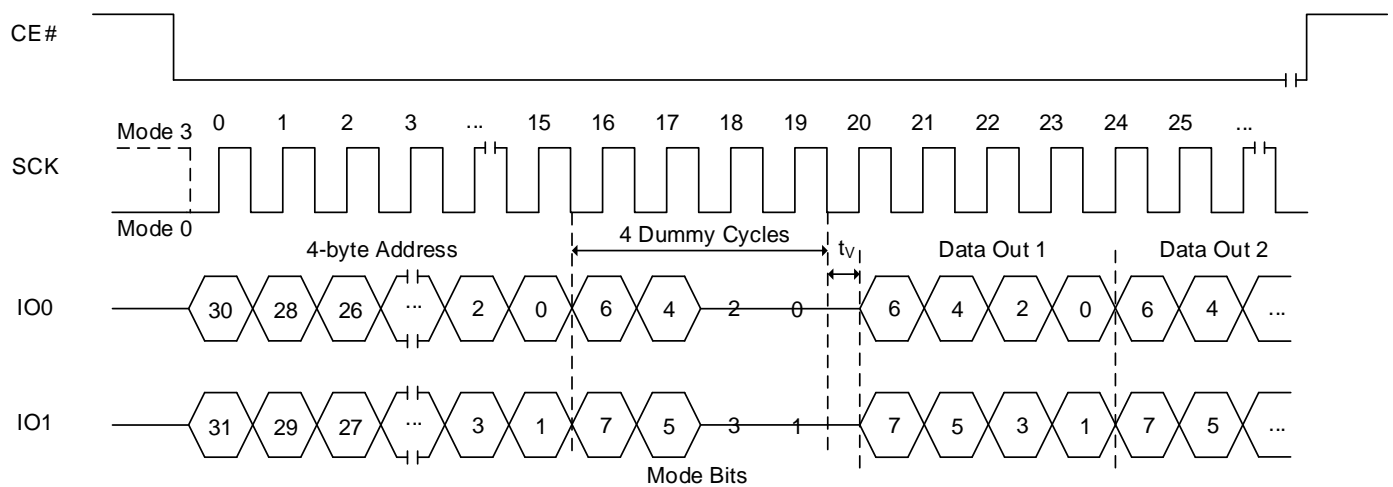 CE#
0 1 2 3 ... 15 16 17 18 19 20 21 22 23 24 25 ...
Mode 3
SCK
Mode 0
4-byte Address 4 Dummy Cycles tV Data Out 1 Data Out 2
IO0 30 28 26 ... 2 0 6 4 2 0 6 4 2 0 6 4 ...
IO1 31 29 27 ... 3 1 7 5 3 1 7 5 3 1 7 5 ...
Mode Bits